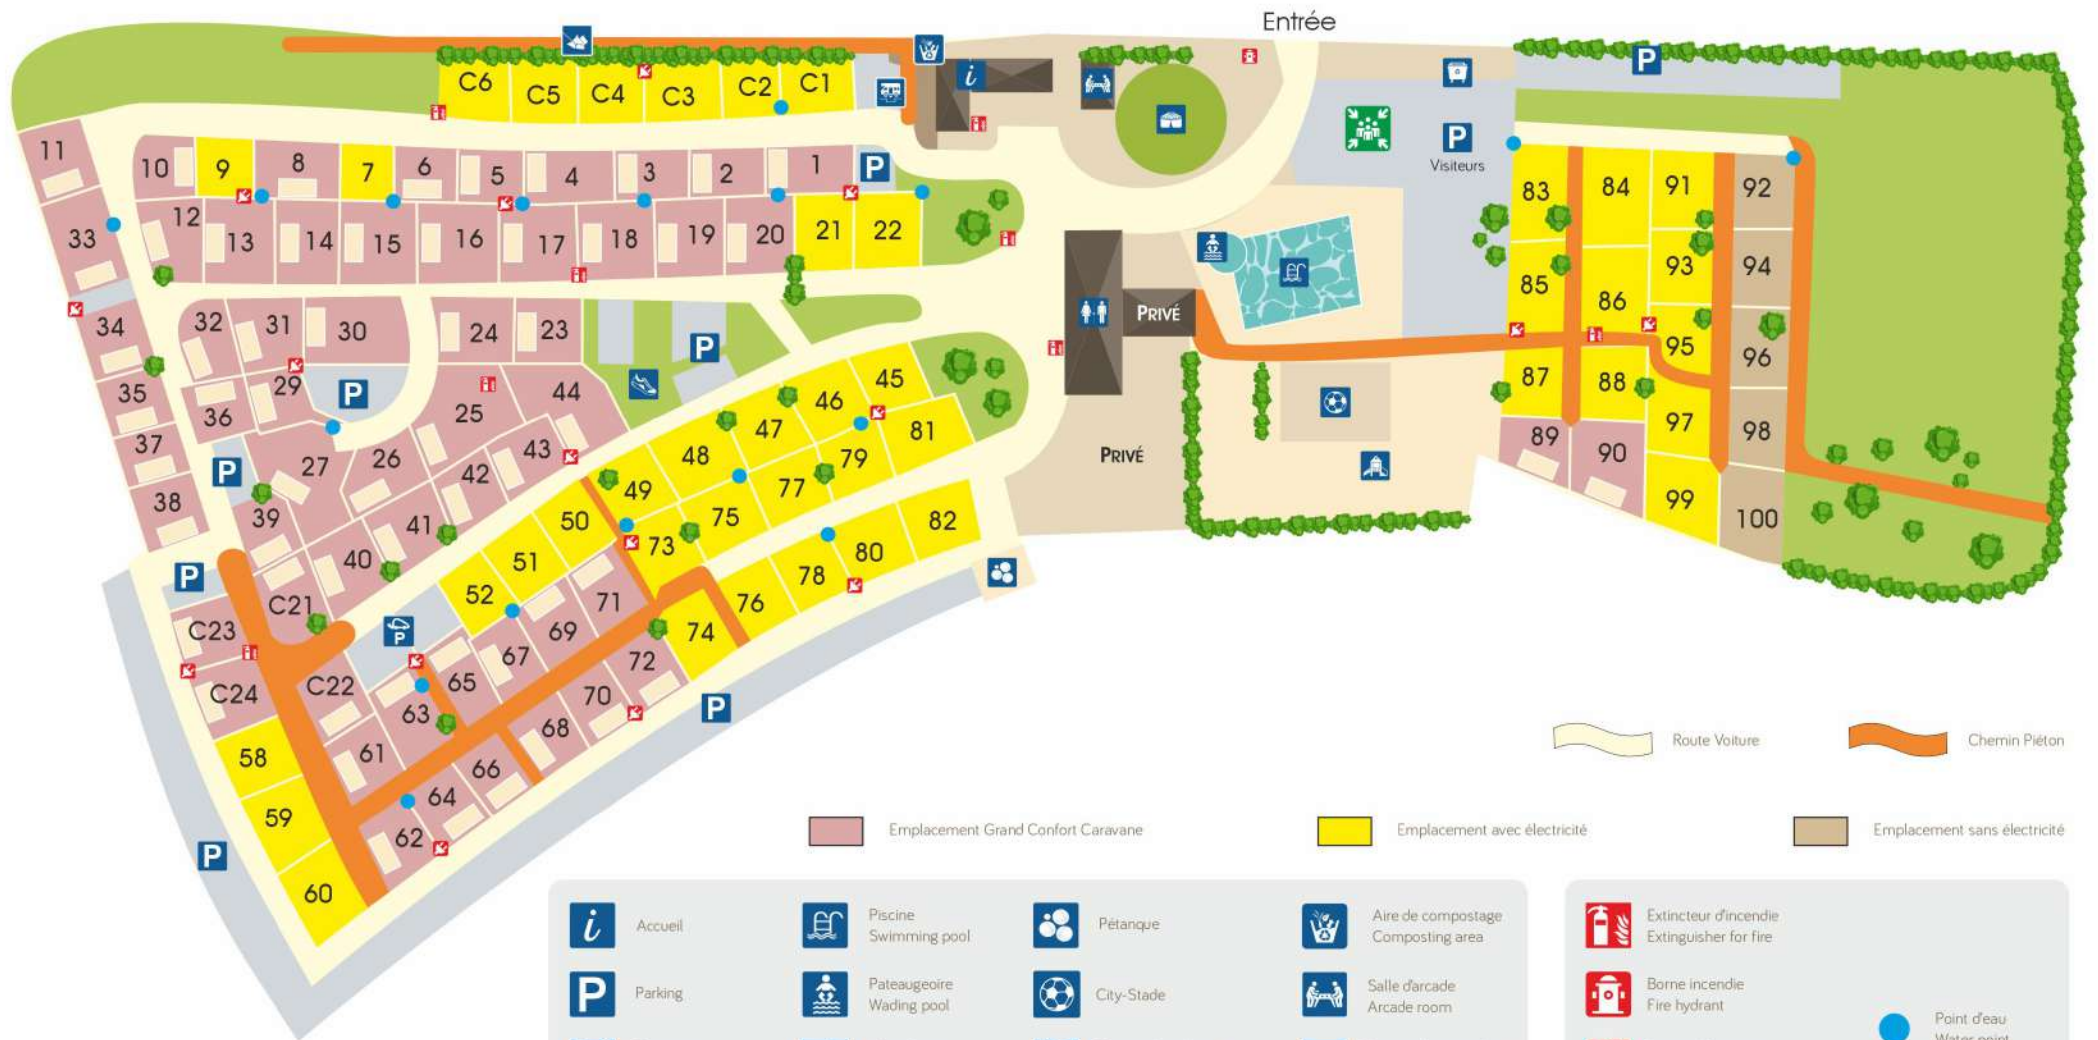 Entrée
C6 C5 C4 C3 C2 C1
i
P
Visiteurs
11 10 9 8 7 6 5 4 3 2 1 P
33 12 13 14 15 16 17 18 19 20 21 22
83 84 91 92
85 86 93 94
95 96
87 88 97 98
89 90 99 100
34 32 31 30 24 23 P
PRIVÉ
35 36 29 P 25 44
37 P 27 26 42 43
38 39 40 41
45 46 47 48 49
81 79 77 75 73
PRIVÉ
50 51 52
82 80 78 76 74
P C21 P
C23 C24 C22
71 69 67 65 63 61
72 70 68 66 64 62
P
58
59
60
P
Route Voiture
Chemin Piéton
Emplacement Grand Confort Caravane
Emplacement avec électricité
Emplacement sans électricité
i Accueil
P Parking
Piscine
Swimming pool
Pateaugeoire
Wading pool
Pétanque
City-Stade
Aire de compostage
Composting area
Salle d'arcade
Arcade room
Extincteur d'incendie
Extinguisher for fire
Borne incendie
Fire hydrant
Point d'eau
Water point